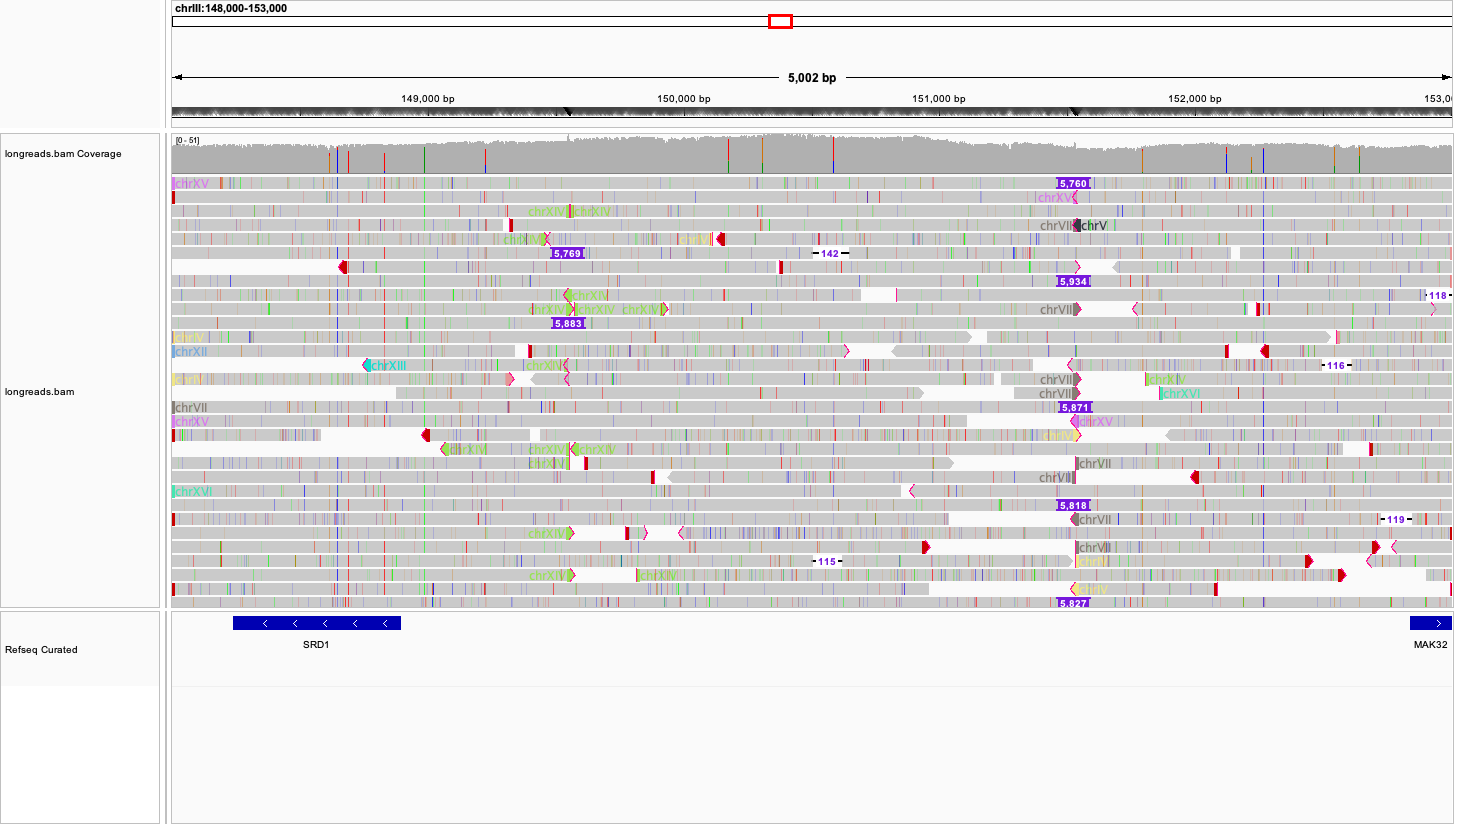 chrIII:148,000-153,000
5,002 bp
149,000 bp 150,000 bp 151,000 bp 152,000 bp 153,0
[0 - 51]
longreads.bam Coverage
chrXV 5,760
chrXV
chrXIV chrXIV
chrVII chrV
5,769 142
5,934
chrXIV 118
chrXIV chrXIV chrXIV chrVII
5,883
chrV
chrXII
chrXIII chrXIV 116
chrVII chrXIV
longreads.bam chrVII chrXVI
chrVII 5,871
chrXV chrXV
chrXIV chrXIV chrXIV
chrXIV chrVII
chrVII
chrXVI
5,818
chrVII 119
chrXIV
chrVII
115
chrXIV chrXIV
chrIV
5,827
SRD1 MAK32
Refseq Curated